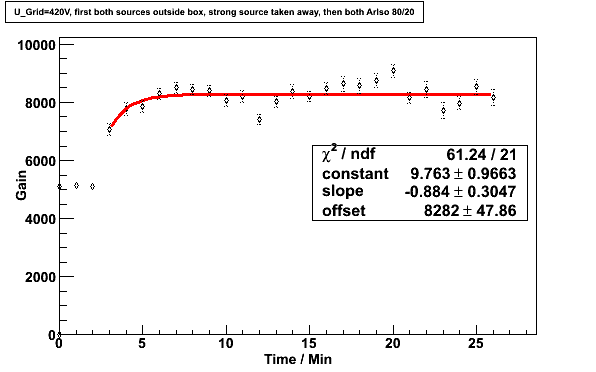 U_Grid=420V, first both sources outside box, strong source taken away, then both ArIso 80/20
10000
8000
6000
4000
2000
0
Gain
χ2 / ndf 61.24 / 21
constant 9.763 ± 0.9663
slope -0.884 ± 0.3047
offset 8282 ± 47.86
0 5 10 15 20 25
Time / Min